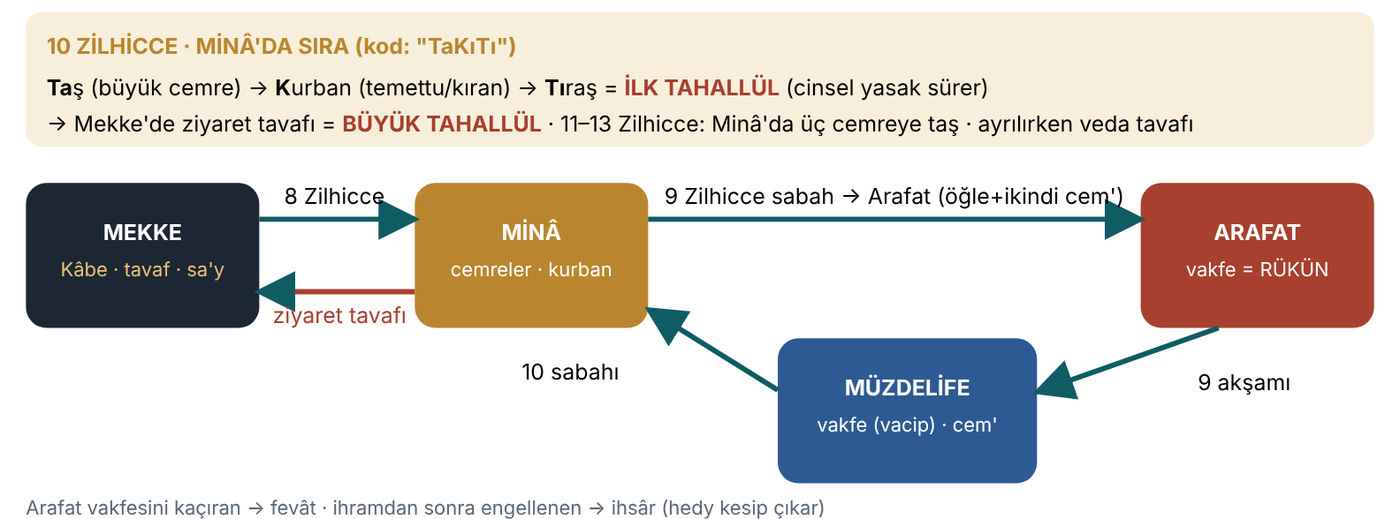 10 ZİLHİCCE · MİNÂ'DA SIRA (kod: "TaKıTı")
Taş (büyük cemre) → Kurban (temettu/kıran) → Tıraş = İLK TAHALLÜL (cinsel yasak sürer)
→ Mekke'de ziyaret tavafı = BÜYÜK TAHALLÜL · 11–13 Zilhicce: Minâ'da üç cemreye taş · ayrılırken veda tavafı
8 Zilhicce
9 Zilhicce sabah → Arafat (öğle+ikindi cem')
MEKKE
Kâbe · tavaf · sa'y
MİNÂ
cemreler · kurban
ARAFAT
vakfe = RÜKÜN
ziyaret tavafı
10 sabahı
MÜZDELİFE
vakfe (vacip) · cem'
9 akşamı
Arafat vakfesini kaçıran → fevât · ihramdan sonra engellenen → ihsâr (hedy kesip çıkar)